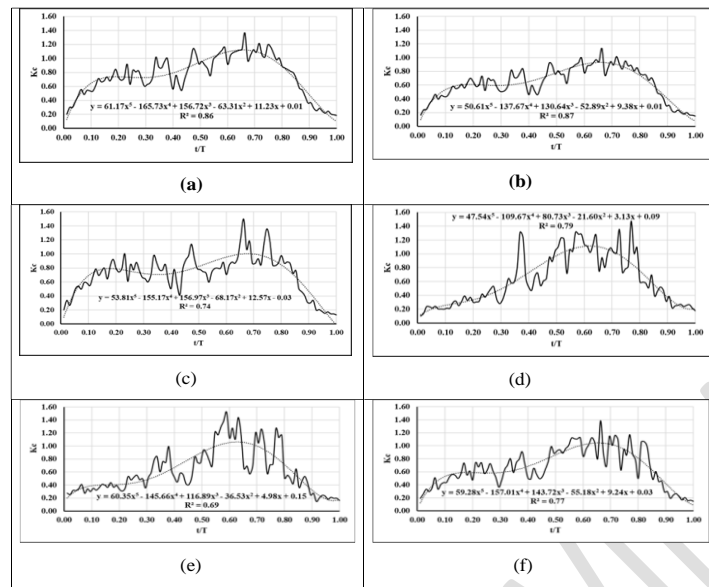 1.60
1.40
1.20
1.00
0.80
0.60
0.40
0.20
0.00
Kc
y = 61.17x⁵ - 165.73x⁴ + 156.72x³ - 63.31x² + 11.23x + 0.01
R² = 0.86
0.00 0.10 0.20 0.30 0.40 0.50 0.60 0.70 0.80 0.90 1.00
t/T
(a)
1.60
1.40
1.20
1.00
0.80
0.60
0.40
0.20
0.00
Kc
y = 50.61x⁵ - 137.67x⁴ + 130.64x³ - 52.89x² + 9.38x + 0.01
R² = 0.87
0.00 0.10 0.20 0.30 0.40 0.50 0.60 0.70 0.80 0.90 1.00
t/T
(b)
1.60
1.40
1.20
1.00
0.80
0.60
0.40
0.20
0.00
Kc
y = 53.81x⁵ - 155.17x⁴ + 156.97x³ - 68.17x² + 12.57x - 0.03
R² = 0.74
0.00 0.10 0.20 0.30 0.40 0.50 0.60 0.70 0.80 0.90 1.00
t/T
(c)
y = 47.54x⁵ - 109.67x⁴ + 80.73x³ - 21.60x² + 3.13x + 0.09
R² = 0.79
1.60
1.40
1.20
1.00
0.80
0.60
0.40
0.20
0.00
Kc
0.00 0.10 0.20 0.30 0.40 0.50 0.60 0.70 0.80 0.90 1.00
t/T
(d)
1.60
1.40
1.20
1.00
0.80
0.60
0.40
0.20
0.00
Kc
y = 60.35x⁵ - 145.66x⁴ + 116.89x³ - 36.53x² + 4.98x + 0.15
R² = 0.69
0.00 0.10 0.20 0.30 0.40 0.50 0.60 0.70 0.80 0.90 1.00
t/T
(e)
1.60
1.40
1.20
1.00
0.80
0.60
0.40
0.20
0.00
Kc
y = 59.28x⁵ - 157.01x⁴ + 143.72x³ - 55.18x² + 9.24x + 0.03
R² = 0.77
0.00 0.10 0.20 0.30 0.40 0.50 0.60 0.70 0.80 0.90 1.00
t/T
(f)